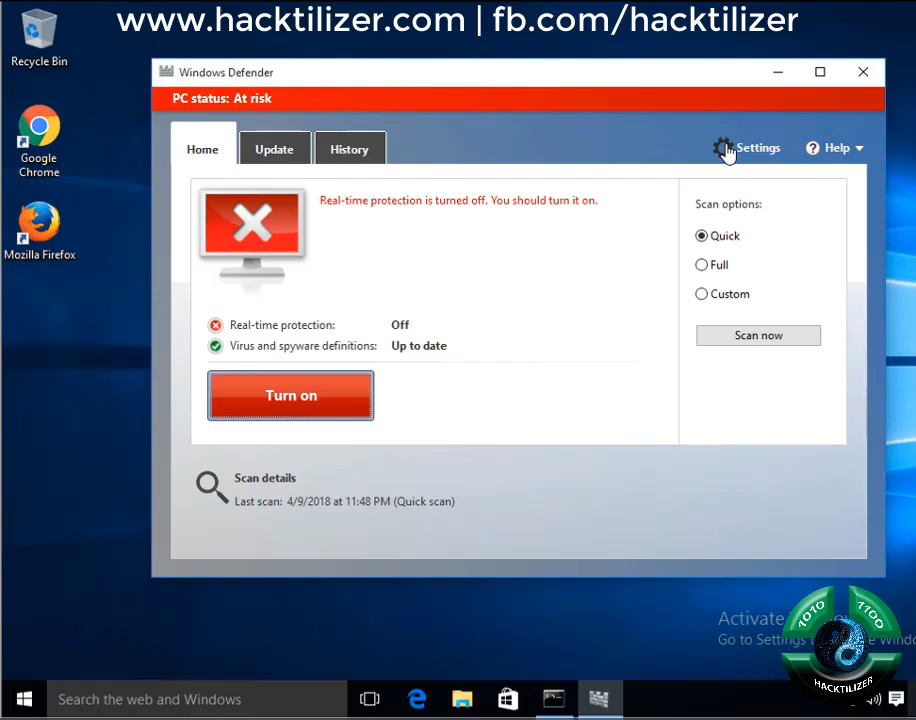 www.hacktilizer.com | fb.com/hacktilizer
Recycle Bin
Google
Chrome
Mozilla Firefox
Windows Defender
PC status: At risk
Home
Update
History
Settings
Help
Real-time protection is turned off. You should turn it on.
Scan options:
Quick
Full
Custom
Scan now
Real-time protection: Off
Virus and spyware definitions: Up to date
Turn on
Scan details
Last scan: 4/9/2018 at 11:48 PM (Quick scan)
Activate
Go to Settings
1010 1100
HACKTILIZER
Search the web and Windows